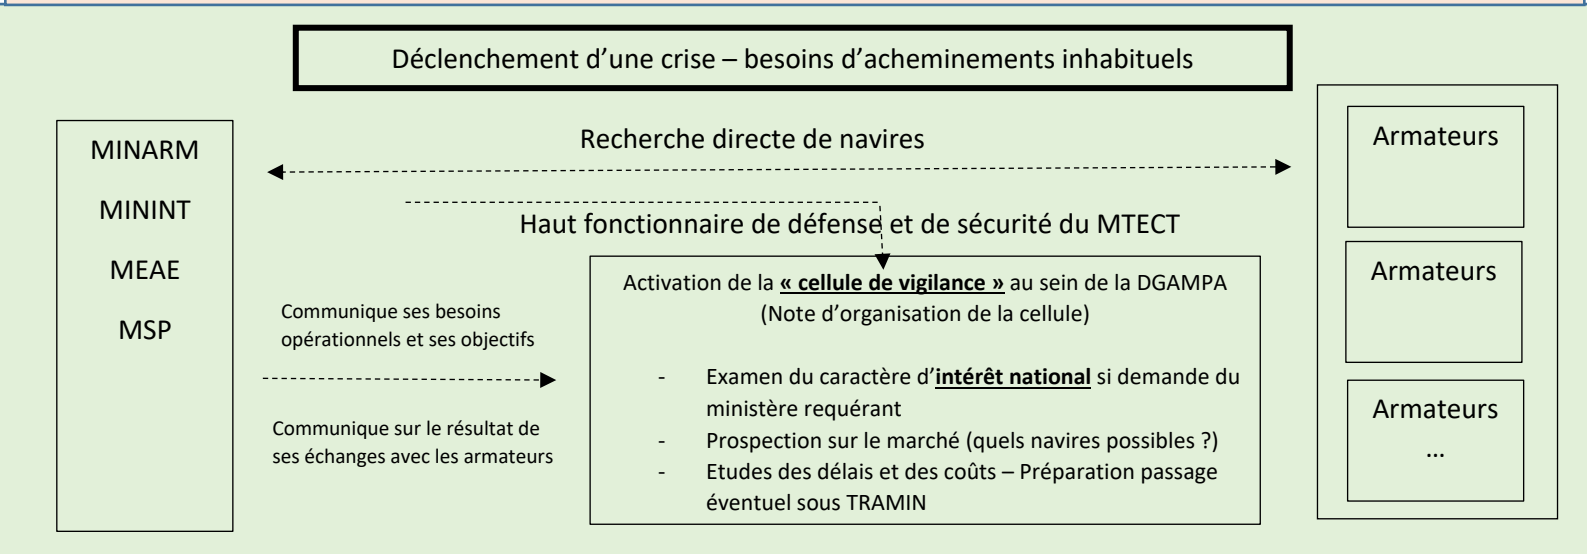 Déclenchement d’une crise – besoins d’acheminements inhabituels
MINARM
MININT
MEAE
MSP
Recherche directe de navires
Haut fonctionnaire de défense et de sécurité du MTECT
Communique ses besoins
opérationnels et ses objectifs
Communique sur le résultat de
ses échanges avec les armateurs
Activation de la « cellule de vigilance » au sein de la DGAMPA
(Note d’organisation de la cellule)
- Examen du caractère d’intérêt national si demande du
ministère requérant
- Prospection sur le marché (quels navires possibles ?)
- Etudes des délais et des coûts – Préparation passage
éventuel sous TRAMIN
Armateurs
Armateurs
Armateurs
…